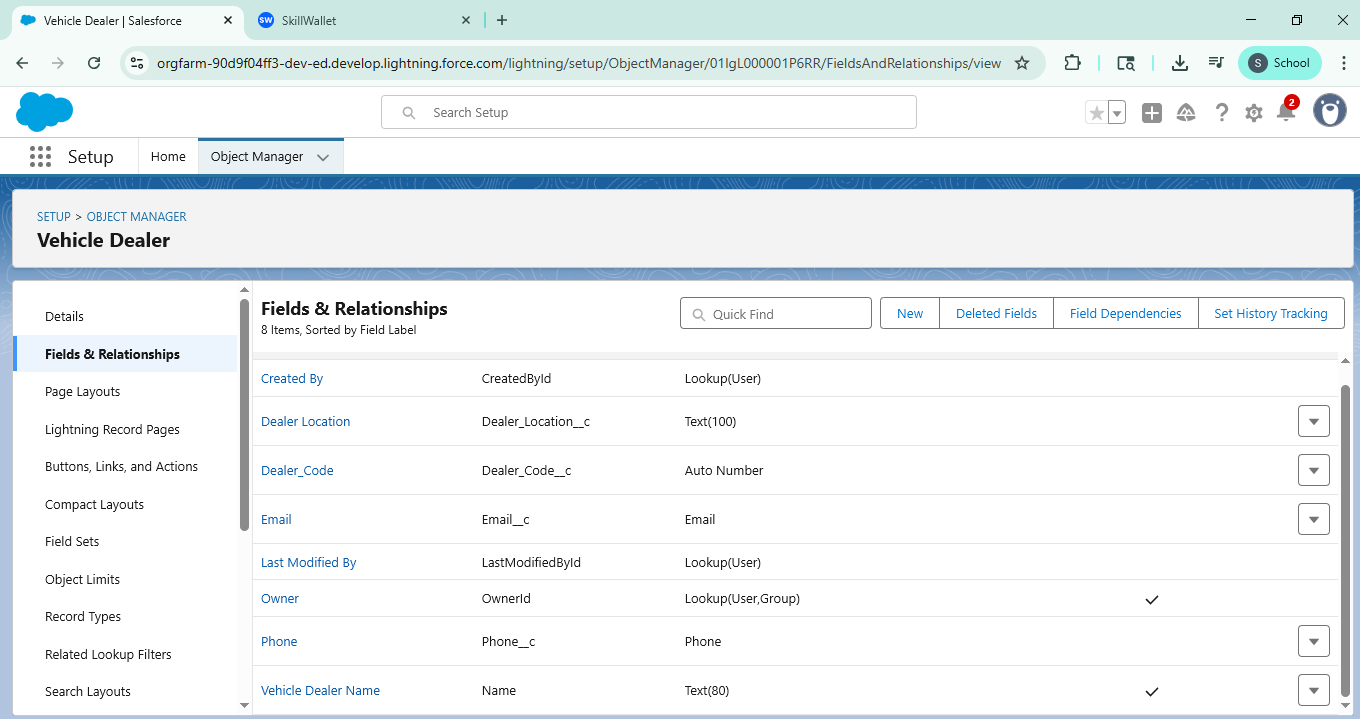 Vehicle Dealer | Salesforce
SW SkillWallet
orgfarm-90d9f04ff3-dev-ed.develop.lightning.force.com/lightning/setup/ObjectManager/01IgL000001P6RR/FieldsAndRelationships/view
S School
Search Setup
2
Setup Home Object Manager
SETUP > OBJECT MANAGER
Vehicle Dealer
Details
Fields & Relationships
Page Layouts
Lightning Record Pages
Buttons, Links, and Actions
Compact Layouts
Field Sets
Object Limits
Record Types
Related Lookup Filters
Search Layouts
Fields & Relationships
8 Items, Sorted by Field Label
Quick Find
New Deleted Fields Field Dependencies Set History Tracking
Created By CreatedById Lookup(User)
Dealer Location Dealer_Location__c Text(100)
Dealer_Code Dealer_Code__c Auto Number
Email Email__c Email
Last Modified By LastModifiedById Lookup(User)
Owner OwnerId Lookup(User,Group)
Phone Phone__c Phone
Vehicle Dealer Name Name Text(80)